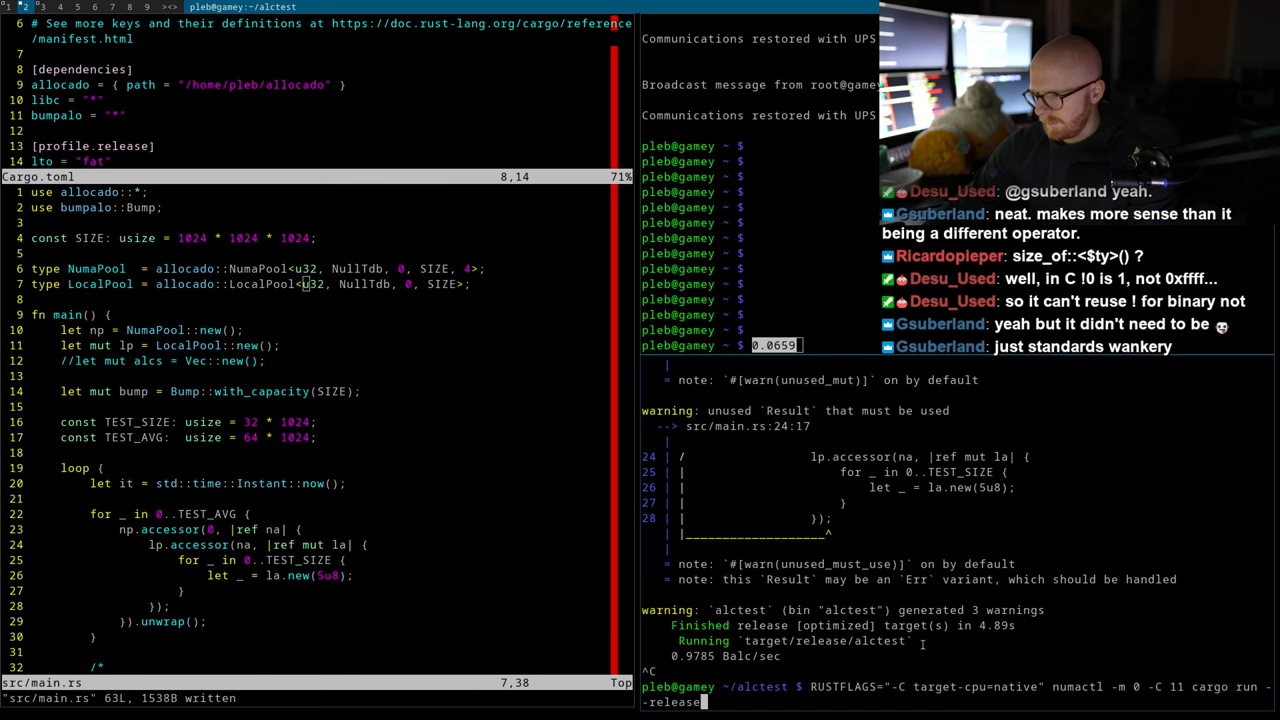 1 2 3 4 5 6 7 8 9 ><> pleb@gamey:~/alctest
6 # See more keys and their definitions at https://doc.rust-lang.org/cargo/reference
/manifest.html
7
8 [dependencies]
9 allocado = { path = "/home/pleb/allocado" }
10 libc = "*"
11 bumpalo = "*"
12
13 [profile.release]
14 lto = "fat"
Cargo.toml 8,14 71%
1 use allocado::*;
2 use bumpalo::Bump;
3
4 const SIZE: usize = 1024 * 1024 * 1024;
5
6 type NumaPool  = allocado::NumaPool<u32, NullTdb, 0, SIZE, 4>;
7 type LocalPool = allocado::LocalPool<u32, NullTdb, 0, SIZE>;
8
9 fn main() {
10     let np = NumaPool::new();
11     let mut lp = LocalPool::new();
12     //let mut alcs = Vec::new();
13
14     let mut bump = Bump::with_capacity(SIZE);
15
16     const TEST_SIZE: usize = 32 * 1024;
17     const TEST_AVG:  usize = 64 * 1024;
18
19     loop {
20         let it = std::time::Instant::now();
21
22         for _ in 0..TEST_AVG {
23             np.accessor(0, |ref na| {
24                 lp.accessor(na, |ref mut la| {
25                     for _ in 0..TEST_SIZE {
26                         let _ = la.new(5u8);
27                     }
28                 });
29             }).unwrap();
30         }
31
32         /*
src/main.rs 7,38 Top
"src/main.rs" 63L, 1538B written
Communications restored with UPS
Broadcast message from root@gamey
Communications restored with UPS
pleb@gamey ~ $
pleb@gamey ~ $
pleb@gamey ~ $
pleb@gamey ~ $
pleb@gamey ~ $
pleb@gamey ~ $
pleb@gamey ~ $
pleb@gamey ~ $
pleb@gamey ~ $
pleb@gamey ~ $
pleb@gamey ~ $
pleb@gamey ~ $
pleb@gamey ~ $
pleb@gamey ~ $ 0.0659
Desu_Used: @gsuberland yeah.
Gsuberland: neat. makes more sense than it
being a different operator.
Ricardopieper: size_of::<$ty>() ?
Desu_Used: well, in C !0 is 1, not 0xffff...
Desu_Used: so it can't reuse ! for binary not
Gsuberland: yeah but it didn't need to be
Gsuberland: just standards wankery
|
= note: `#[warn(unused_mut)]` on by default
warning: unused `Result` that must be used
--> src/main.rs:24:17
|
24 | /                 lp.accessor(na, |ref mut la| {
25 | |                     for _ in 0..TEST_SIZE {
26 | |                         let _ = la.new(5u8);
27 | |                     }
28 | |                 });
| |__________________^
|
= note: `#[warn(unused_must_use)]` on by default
= note: this `Result` may be an `Err` variant, which should be handled
warning: `alctest` (bin "alctest") generated 3 warnings
Finished release [optimized] target(s) in 4.89s
Running `target/release/alctest`
0.9785 Balc/sec
^C
pleb@gamey ~/alctest $ RUSTFLAGS="-C target-cpu=native" numactl -m 0 -C 11 cargo run -
-release